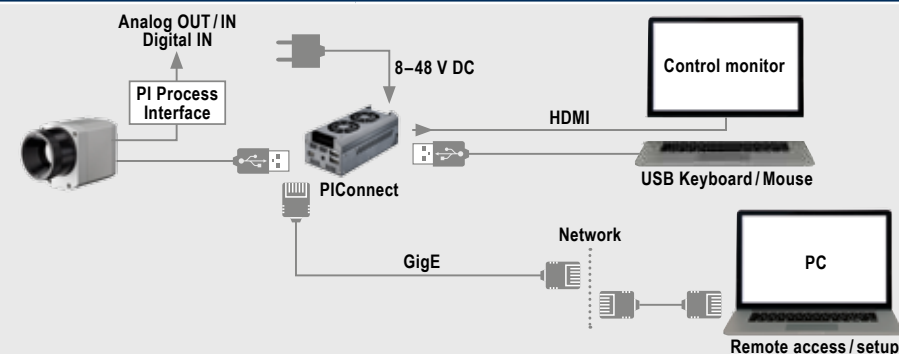 Analog OUT / IN
Digital IN
8–48 V DC
Control monitor
PI Process
Interface
HDMI
PIConnect
USB Keyboard / Mouse
Network
GigE
PC
Remote access / setup